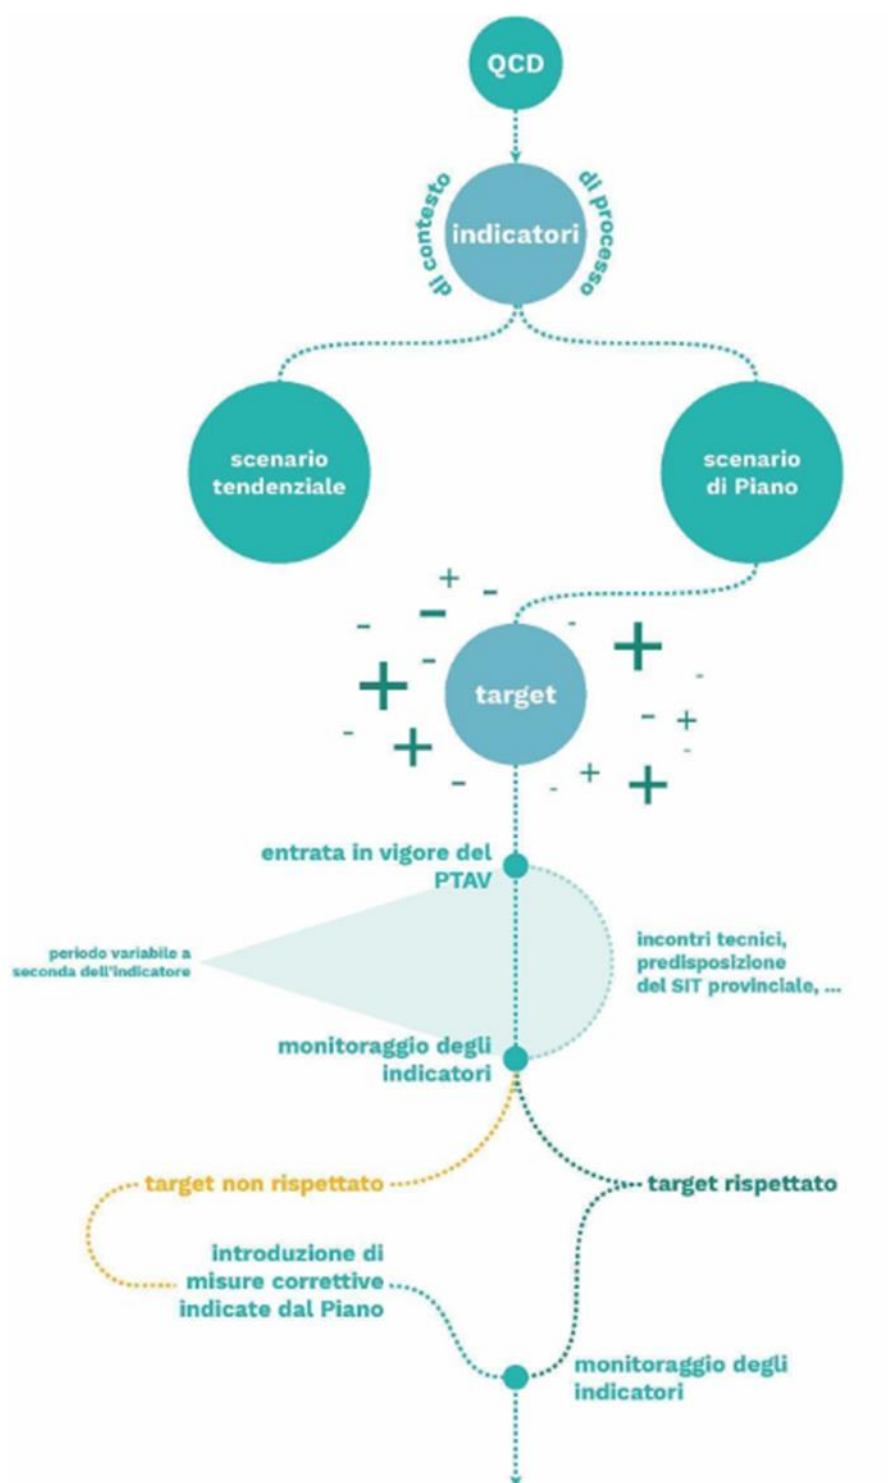 QCD
di contesto
indicatori
di processo
scenario
tendenziale
scenario
di Piano
target
entrata in vigore del
PTAV
periodo variabile a
seconda dell'indicatore
incontri tecnici,
predisposizione
del SIT provinciale, ...
monitoraggio degli
indicatori
target non rispettato
target rispettato
introduzione di
misure correttive
indicate dal Piano
monitoraggio degli
indicatori